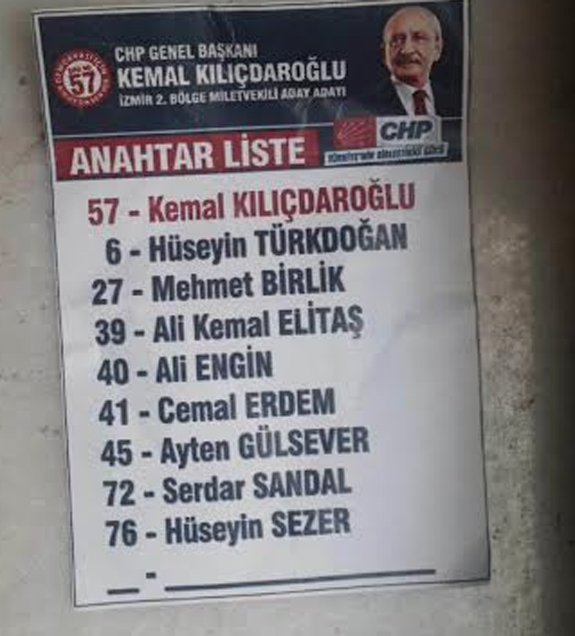 57
CHP GENEL BAŞKANI
KEMAL KILIÇDAROĞLU
İZMİR 2. BÖLGE MİLETVEKİLİ ADAY ADAYI
CHP
ANAHTAR LİSTE
57 - Kemal KILIÇDAROĞLU
6 - Hüseyin TÜRKDOĞAN
27 - Mehmet BİRLİK
39 - Ali Kemal ELİTAŞ
40 - Ali ENGİN
41 - Cemal ERDEM
45 - Ayten GÜLSEVER
72 - Serdar SANDAL
76 - Hüseyin SEZER